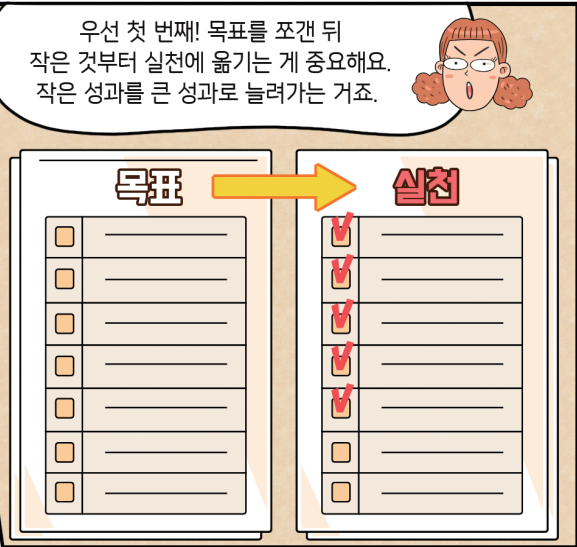 우선 첫 번째! 목표를 쪼갠 뒤
작은 것부터 실천에 옮기는 게 중요해요.
작은 성과를 큰 성과로 늘려가는 거죠.
목표
실천